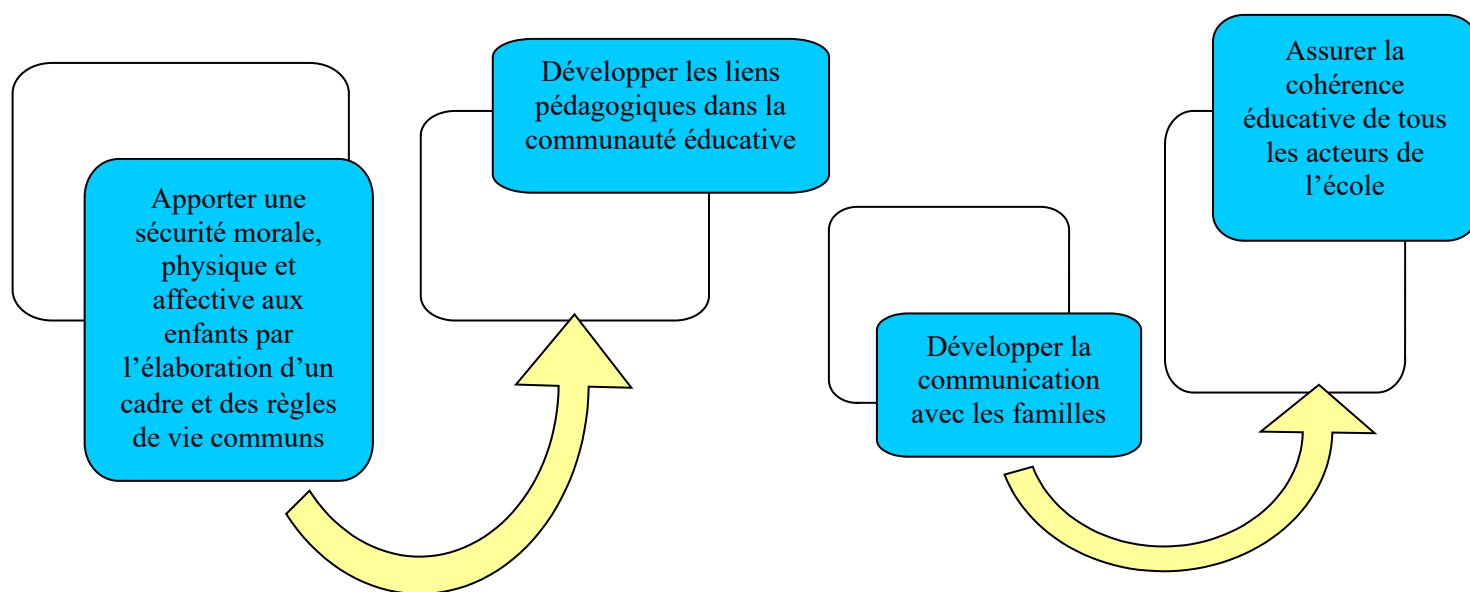 Apporter une
sécurité morale,
physique et
affective aux
enfants par
l’élaboration d’un
cadre et des règles
de vie communs
Développer les liens
pédagogiques dans la
communauté éducative
Développer la
communication
avec les familles
Assurer la
cohérence
éducative de tous
les acteurs de
l’école